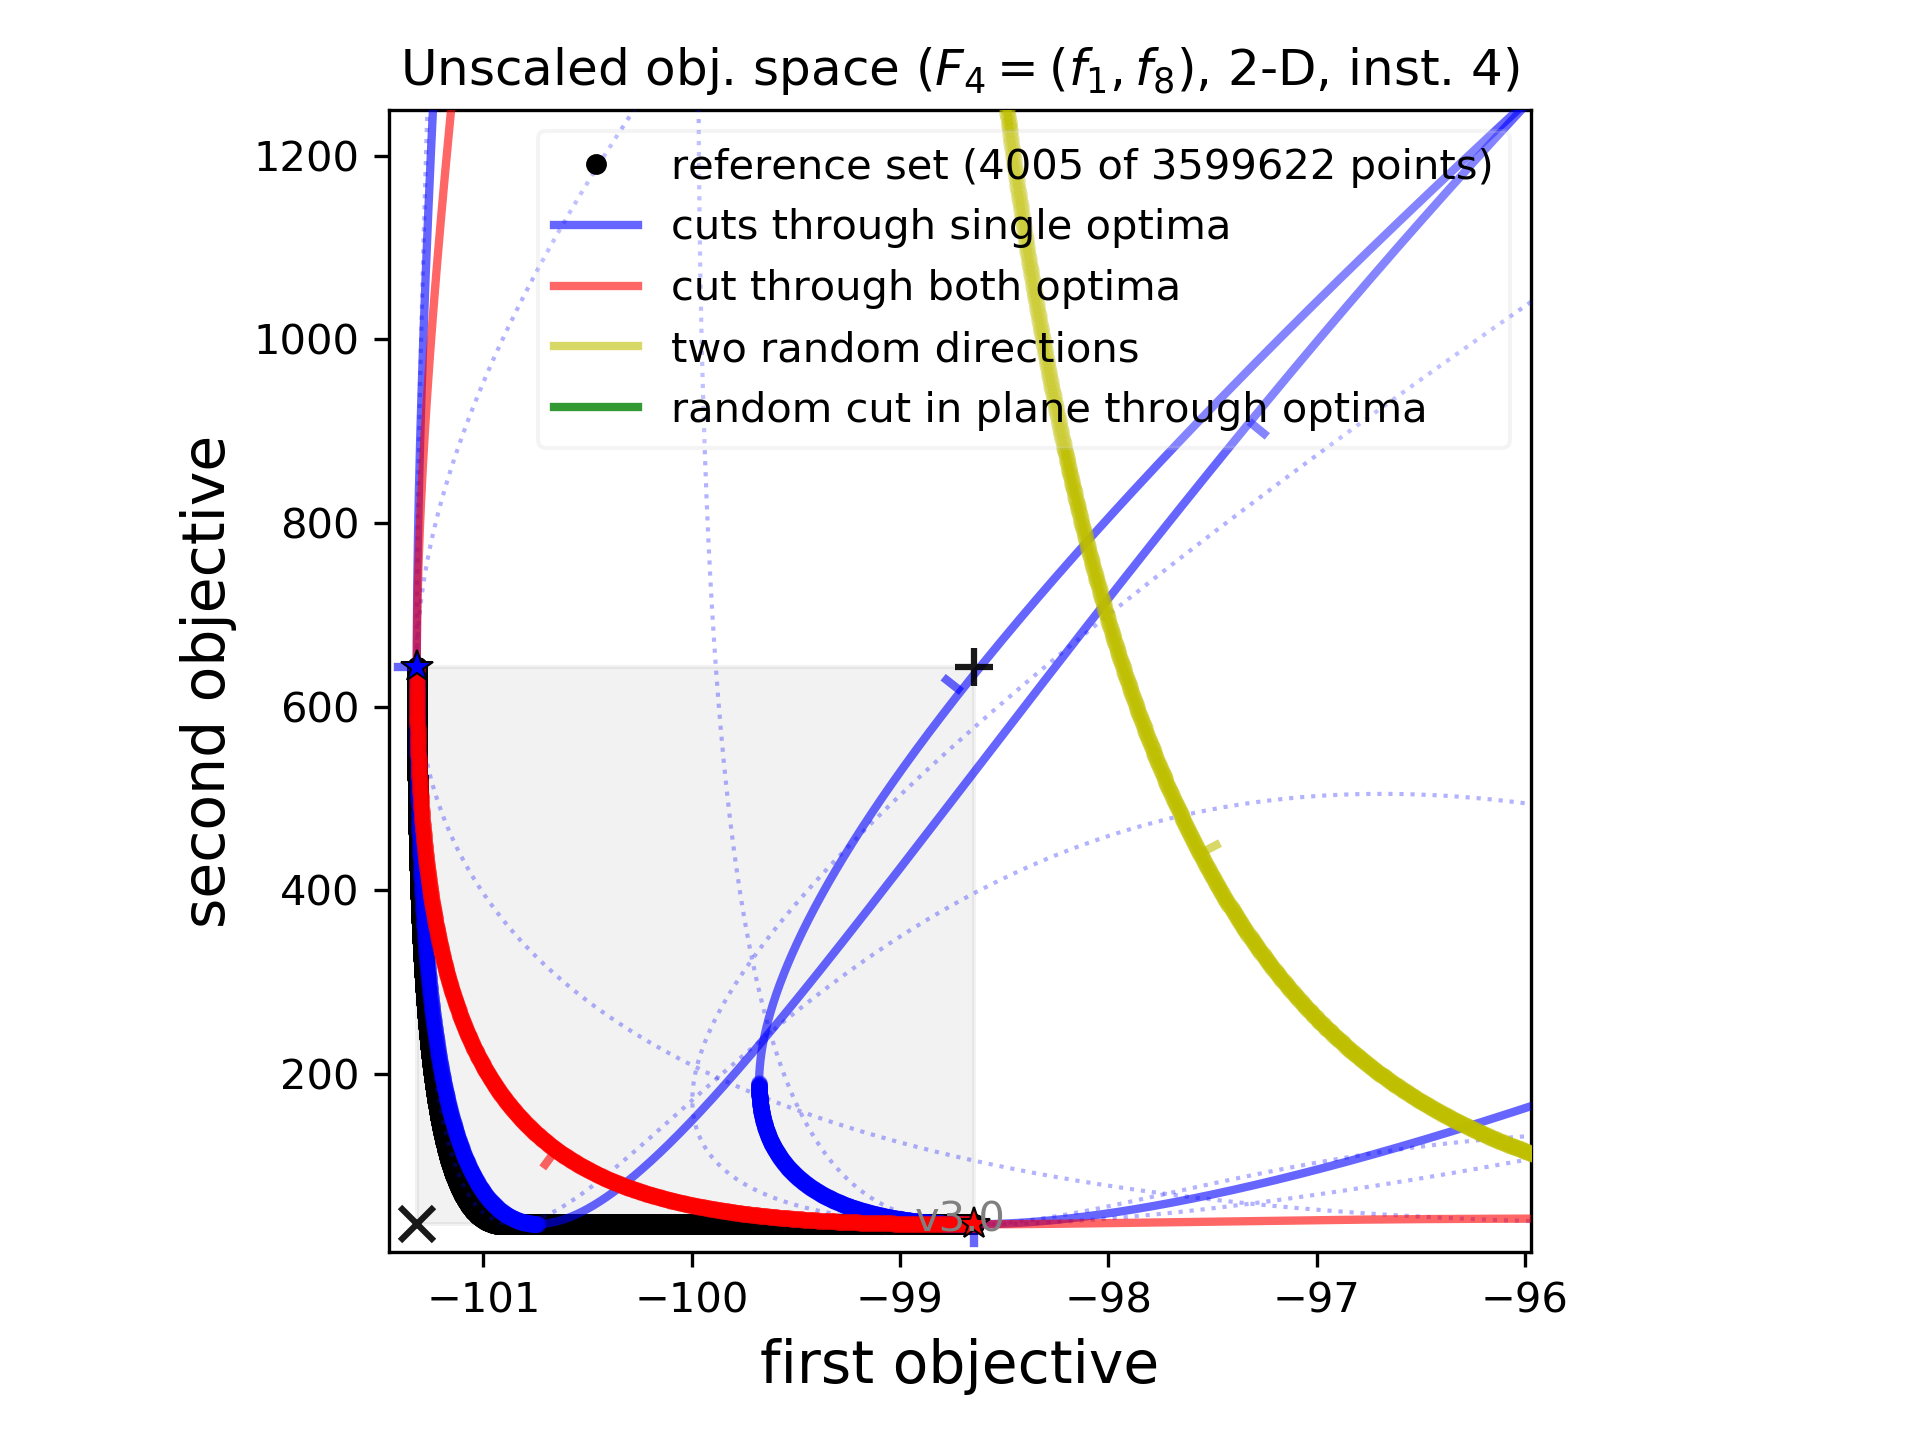 Unscaled obj. space (F₄ = (f₁, f₈), 2-D, inst. 4)
reference set (4005 of 3599622 points)
cuts through single optima
cut through both optima
two random directions
random cut in plane through optima
1200
1000
800
600
400
200
second objective
v3.0
−101
−100
−99
−98
−97
−96
first objective